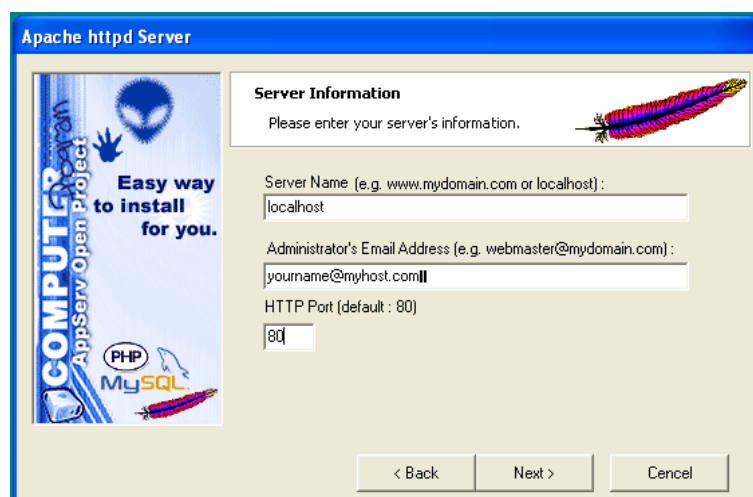 Apache httpd Server
Server Information
Please enter your server's information.
Easy way
to install
for you.
COMPUTER
AppServ Open Project
PHP
MySQL
Server Name (e.g. www.mydomain.com or localhost) :
localhost
Administrator's Email Address (e.g. webmaster@mydomain.com) :
yourname@myhost.com
HTTP Port (default : 80)
80
< Back
Next >
Cencel